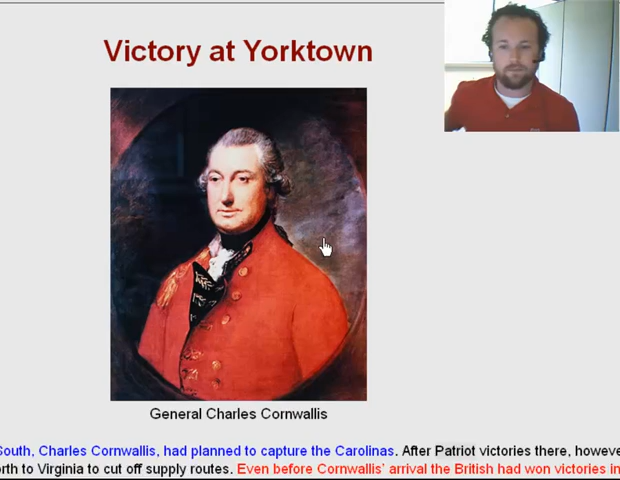 Victory at Yorktown
General Charles Cornwallis
South, Charles Cornwallis, had planned to capture the Carolinas. After Patriot victories there, howeve
rth to Virginia to cut off supply routes. Even before Cornwallis' arrival the British had won victories in